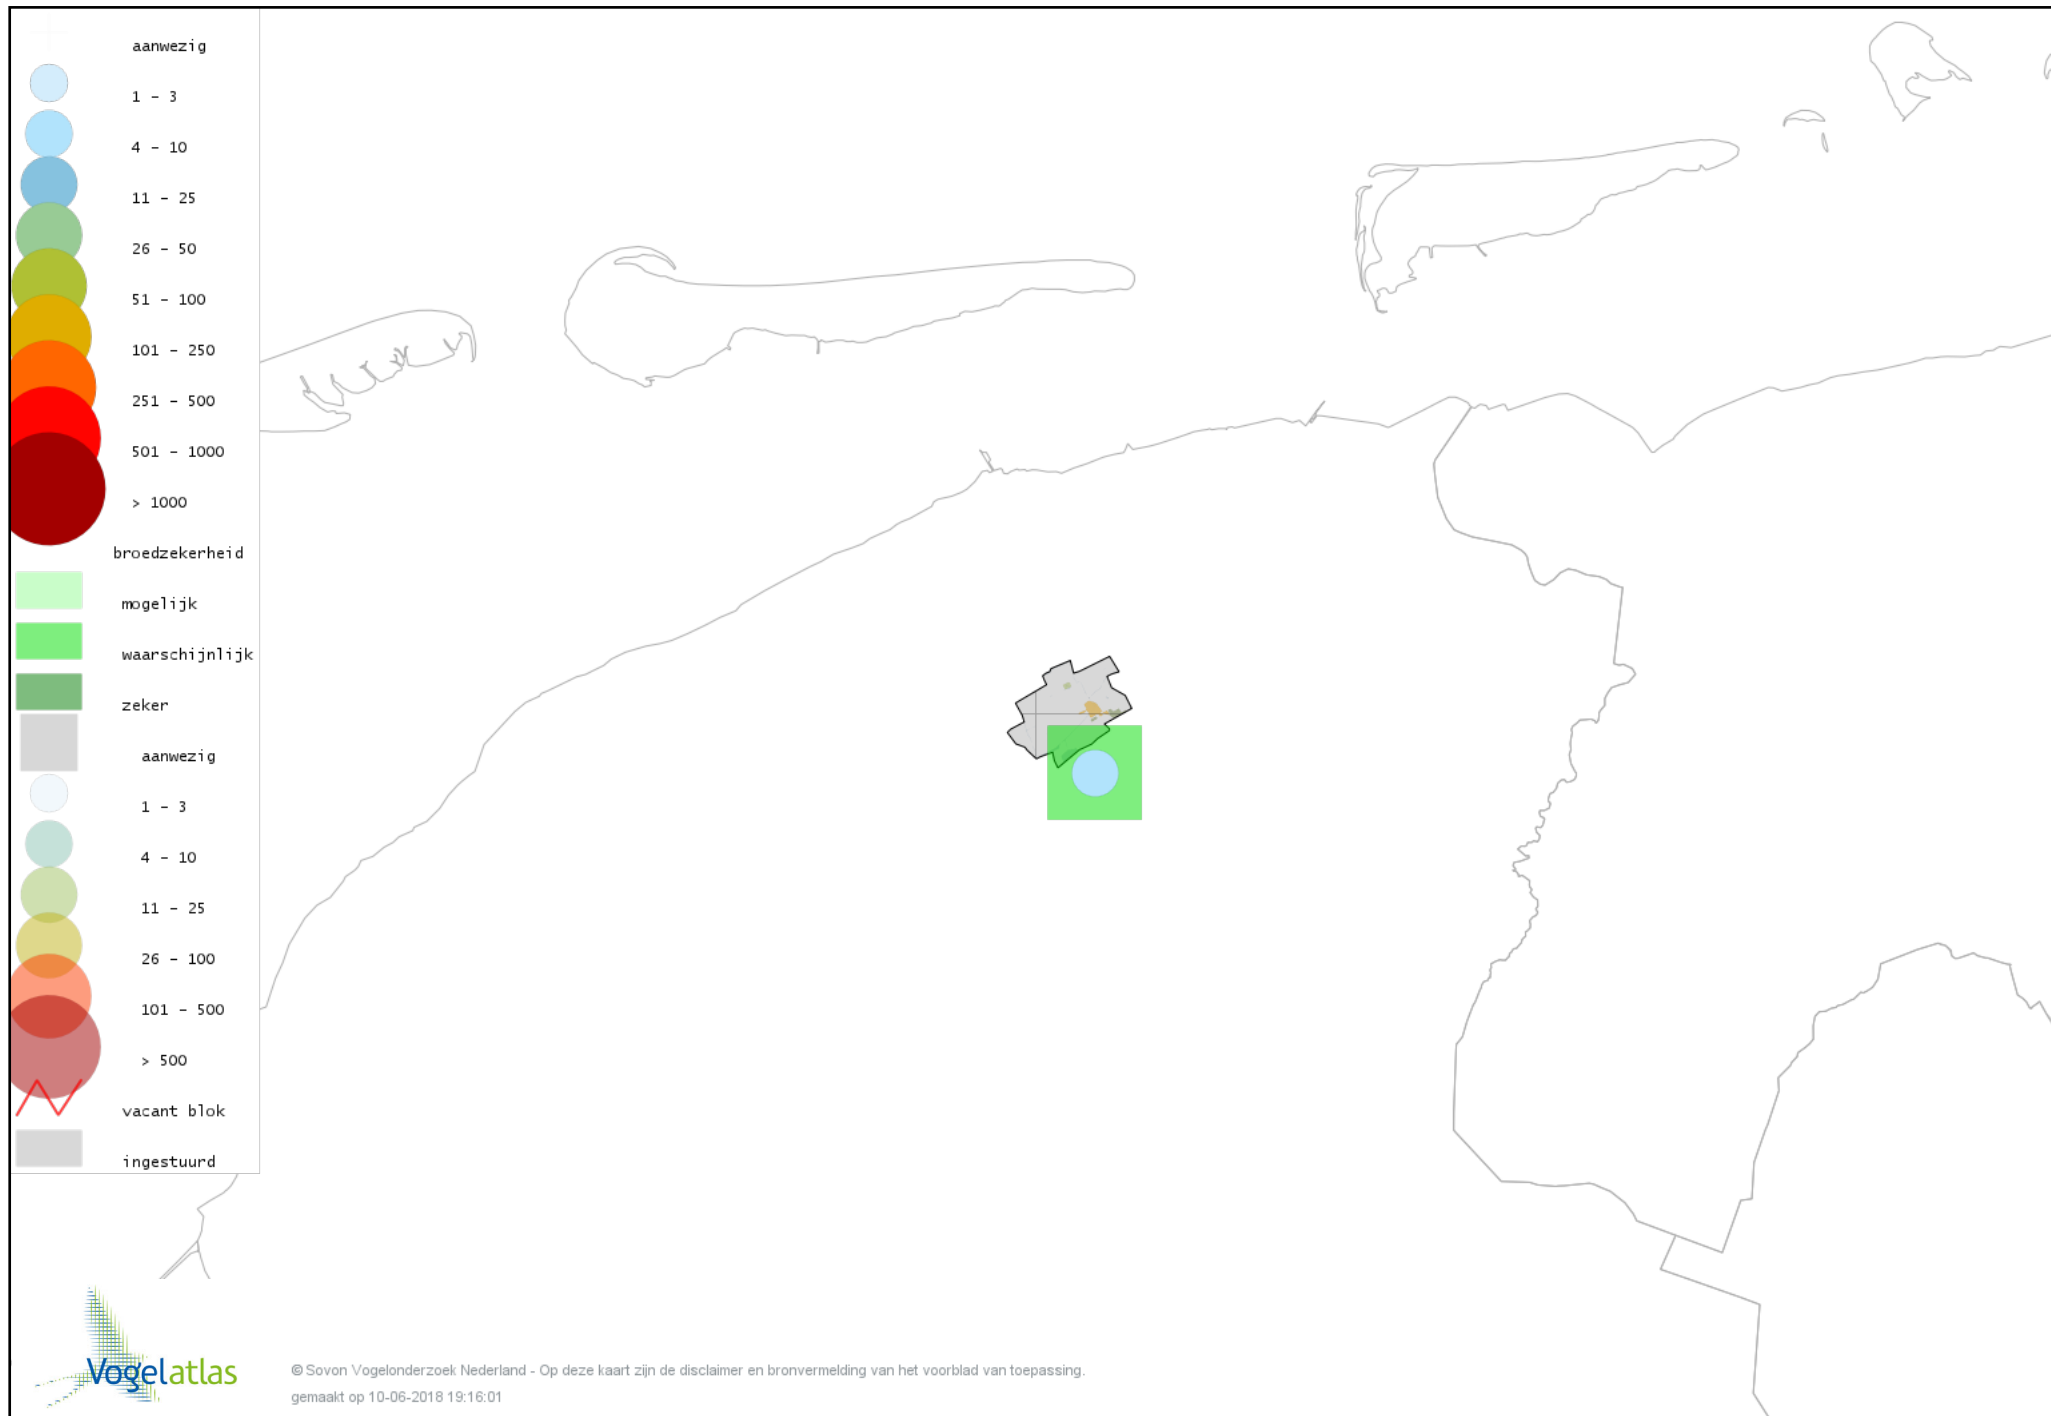 aanwezig
1 - 3
4 - 10
11 - 25
26 - 50
51 - 100
101 - 250
251 - 500
501 - 1000
> 1000
broedzekerheid
mogelijk
waarschijnlijk
zeker
aanwezig
1 - 3
4 - 10
11 - 25
26 - 100
101 - 500
> 500
vacant blok
ingestuurd
Vogelatlas
© Sovon Vogelonderzoek Nederland - Op deze kaart zijn de disclaimer en bronvermelding van het voorblad van toepassing.
gemaakt op 10-06-2018 19:16:01